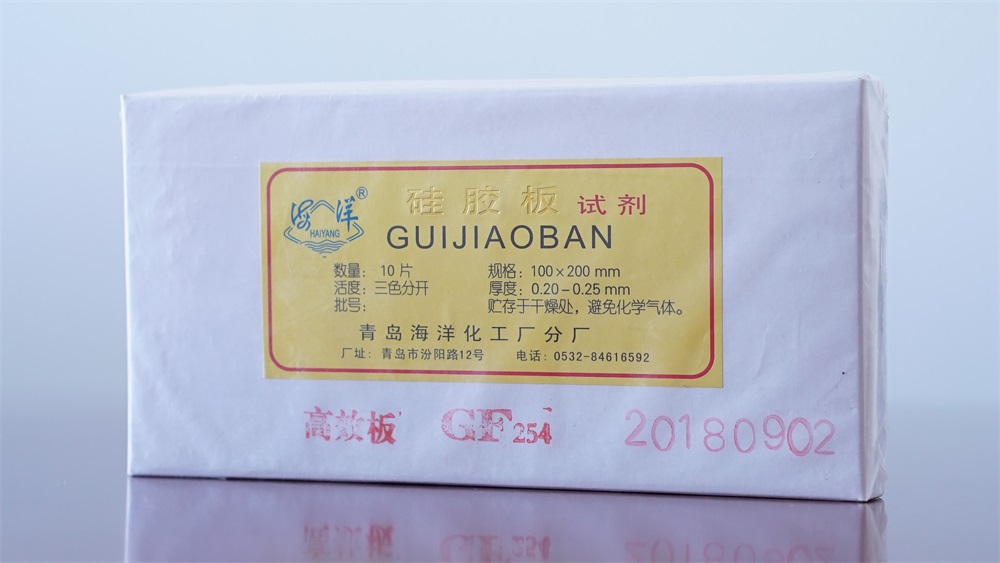 海洋®
HAIYANG
硅胶板 试剂
GUIJIAOBAN
数量： 10 片 规格：100×200 mm
活度：三色分开 厚度：0.20－0.25 mm
批号： 贮存于干燥处，避免化学气体。
青岛海洋化工厂分厂
厂址：青岛市汾阳路12号 电话：0532-84616592
高效板 GF254 20180902